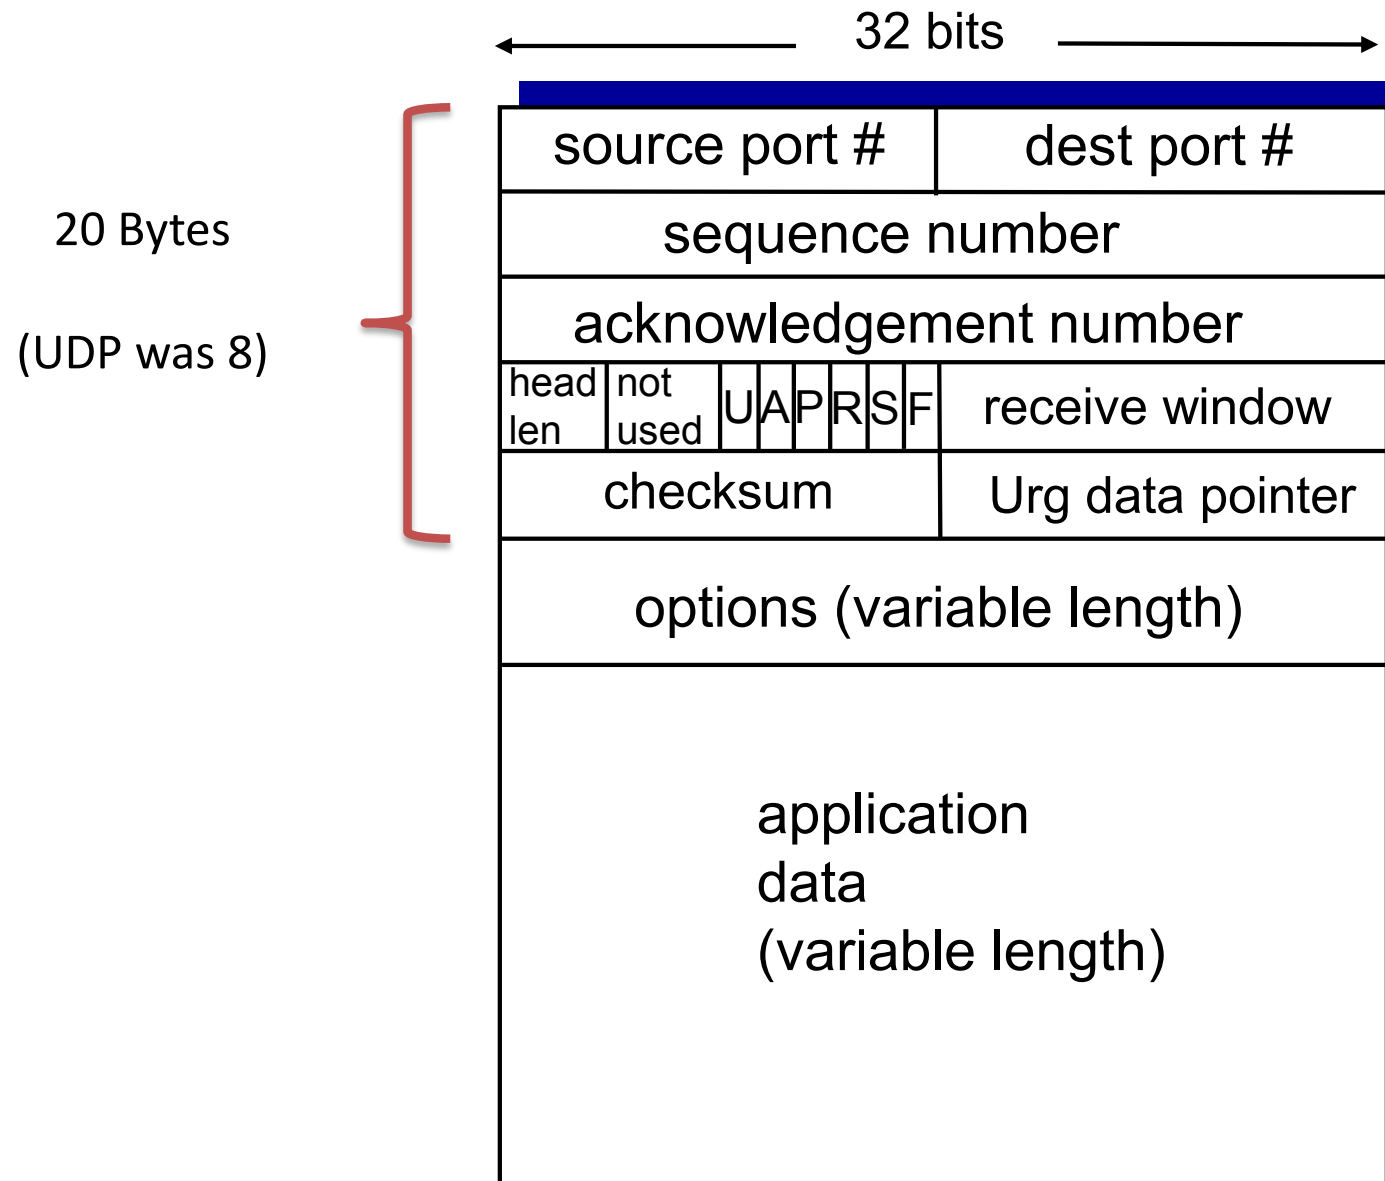 32 bits
source port #
dest port #
20 Bytes
sequence number
(UDP was 8)
acknowledgement number
head
len
not
used
U
A
P
R
S
F
receive window
checksum
Urg data pointer
options (variable length)
application
data
(variable length)